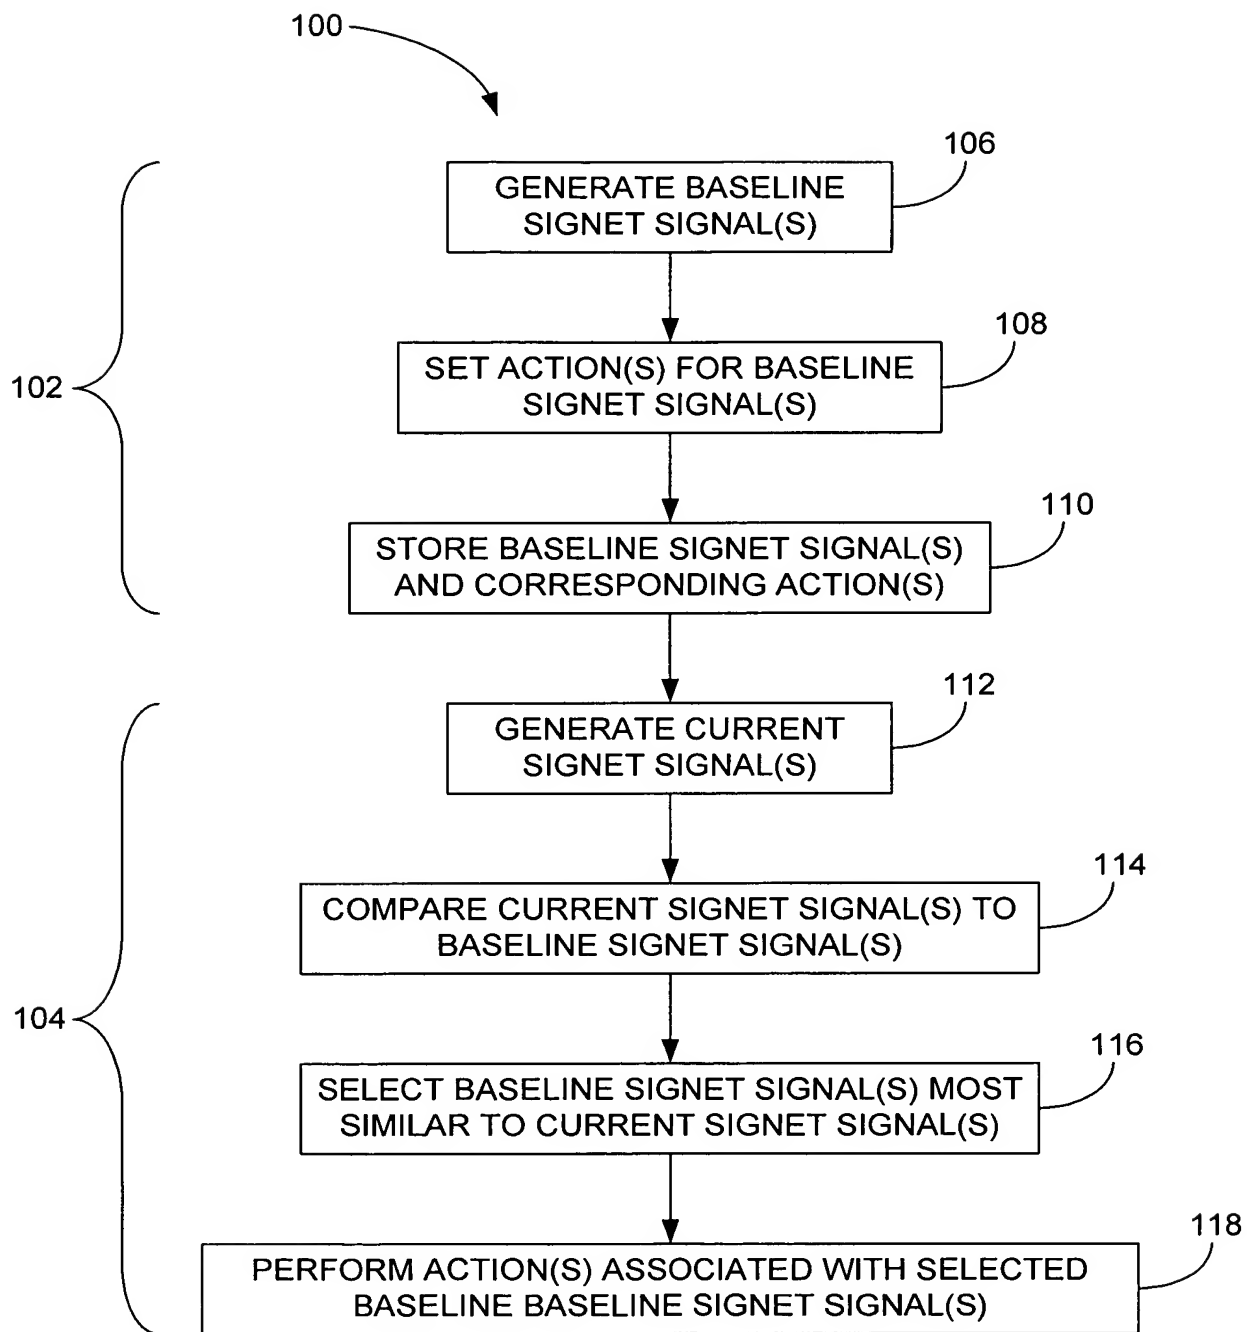 100
106
GENERATE BASELINE
SIGNET SIGNAL(S)
108
SET ACTION(S) FOR BASELINE
SIGNET SIGNAL(S)
102
110
STORE BASELINE SIGNET SIGNAL(S)
AND CORRESPONDING ACTION(S)
112
GENERATE CURRENT
SIGNET SIGNAL(S)
114
COMPARE CURRENT SIGNET SIGNAL(S) TO
BASELINE SIGNET SIGNAL(S)
104
116
SELECT BASELINE SIGNET SIGNAL(S) MOST
SIMILAR TO CURRENT SIGNET SIGNAL(S)
118
PERFORM ACTION(S) ASSOCIATED WITH SELECTED
BASELINE BASELINE SIGNET SIGNAL(S)